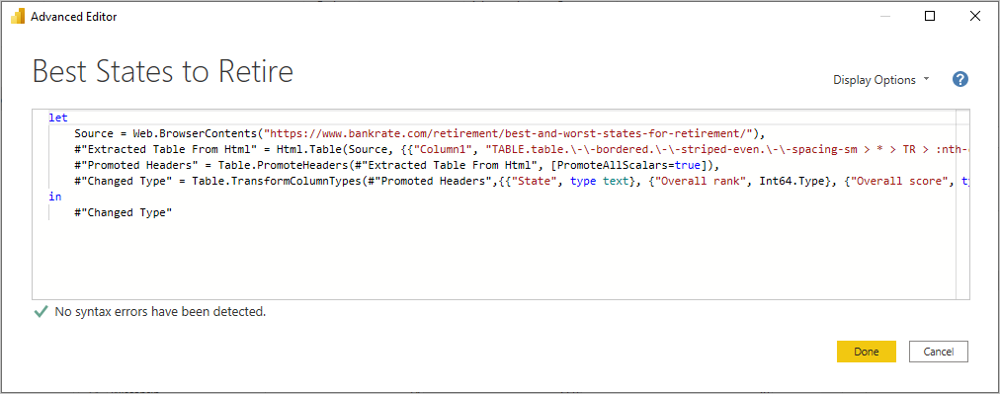 Advanced Editor
Best States to Retire
Display Options
?
let
Source = Web.BrowserContents("https://www.bankrate.com/retirement/best-and-worst-states-for-retirement/"),
#"Extracted Table From Html" = Html.Table(Source, {{"Column1", "TABLE.table.\-\-bordered.\-\-striped-even.\-\-spacing-sm > * > TR > :nth-
#"Promoted Headers" = Table.PromoteHeaders(#"Extracted Table From Html", [PromoteAllScalars=true]),
#"Changed Type" = Table.TransformColumnTypes(#"Promoted Headers",{{"State", type text}, {"Overall rank", Int64.Type}, {"Overall score", ty
in
#"Changed Type"
No syntax errors have been detected.
Done
Cancel